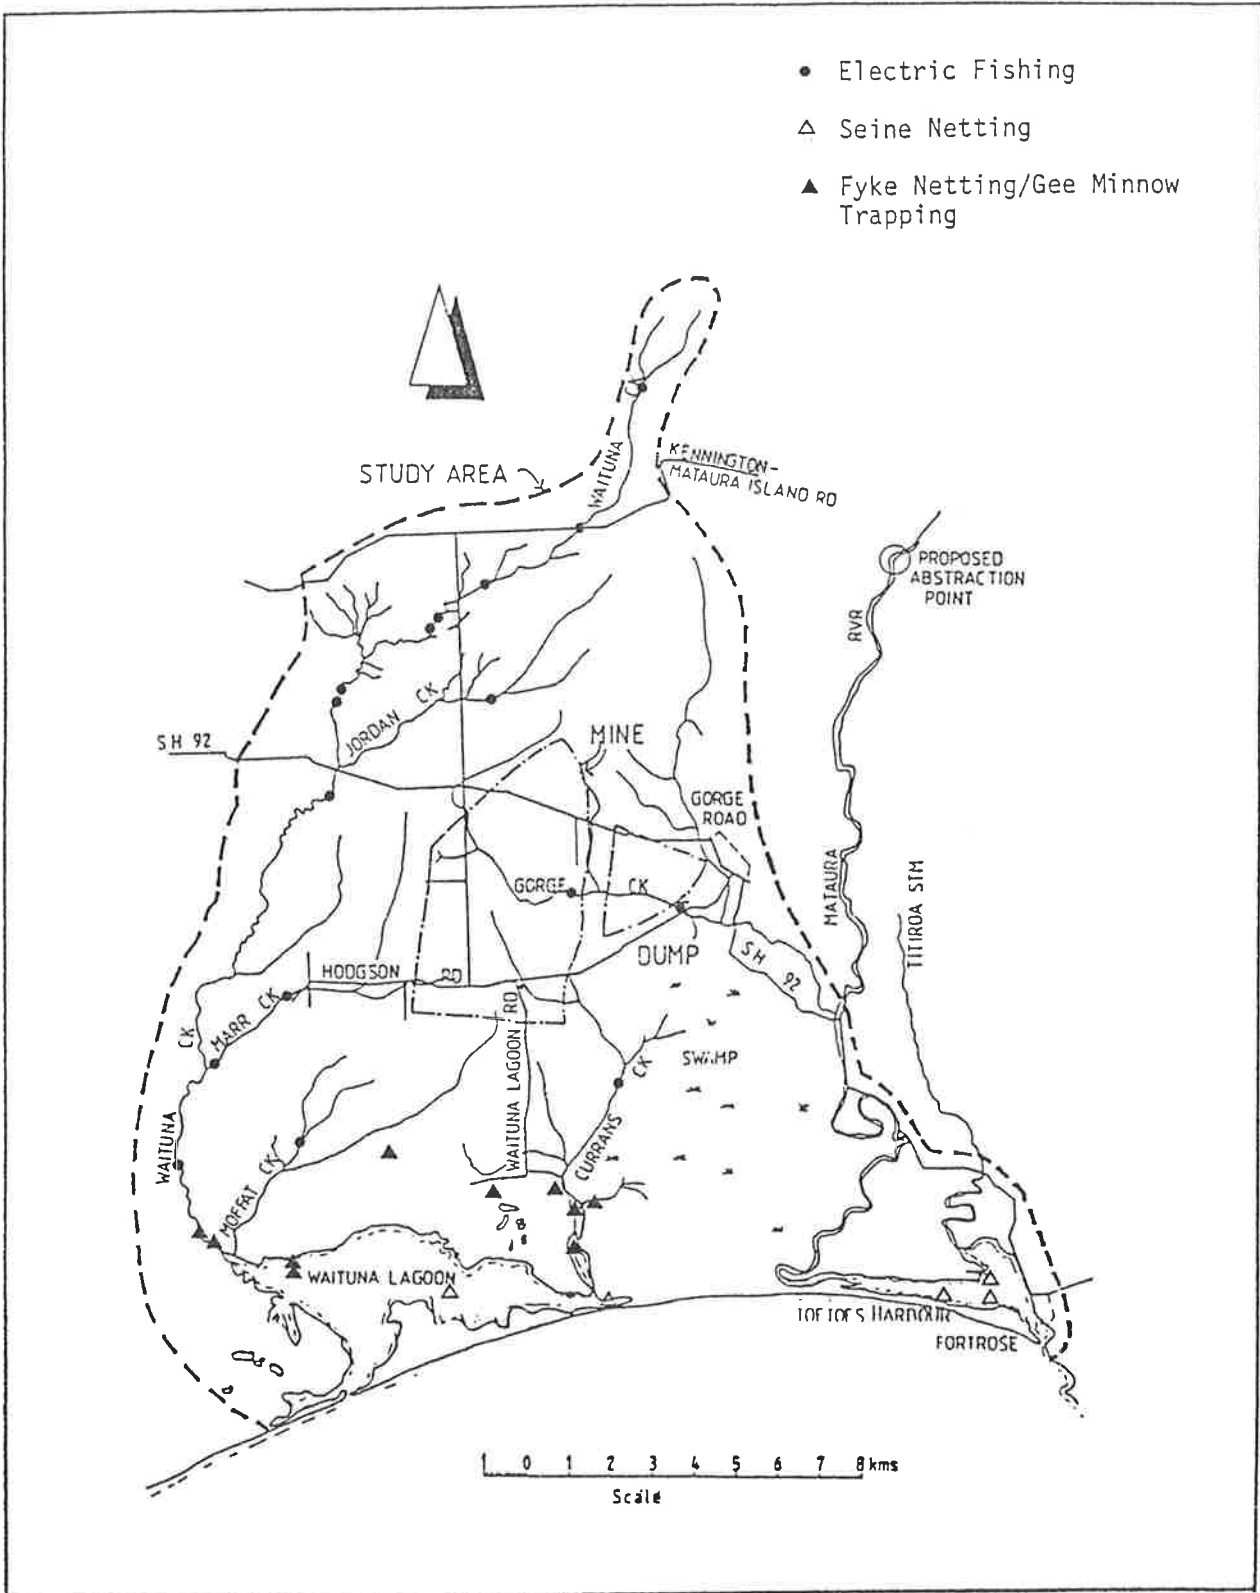 Electric Fishing
Seine Netting
Fyke Netting/Gee Minnow
Trapping
STUDY AREA
WAITUNA
KENNINGTON-
MATAURA ISLAND RD
PROPOSED
ABSTRACTION
POINT
RVR
JORDAN CK
SH 92
MINE
GORGE
ROAD
GORGE CK
MATAURA
TITIROA STM
DUMP
SH 92
HODGSON RD
CK
MARR CK
WAITUNA LAGOON RD
SWAMP
CURRANS CK
WAITUNA
MOFFAT CK
WAITUNA LAGOON
TOETOES HARBOUR
FORTROSE
1 0 1 2 3 4 5 6 7 8 kms
Scale